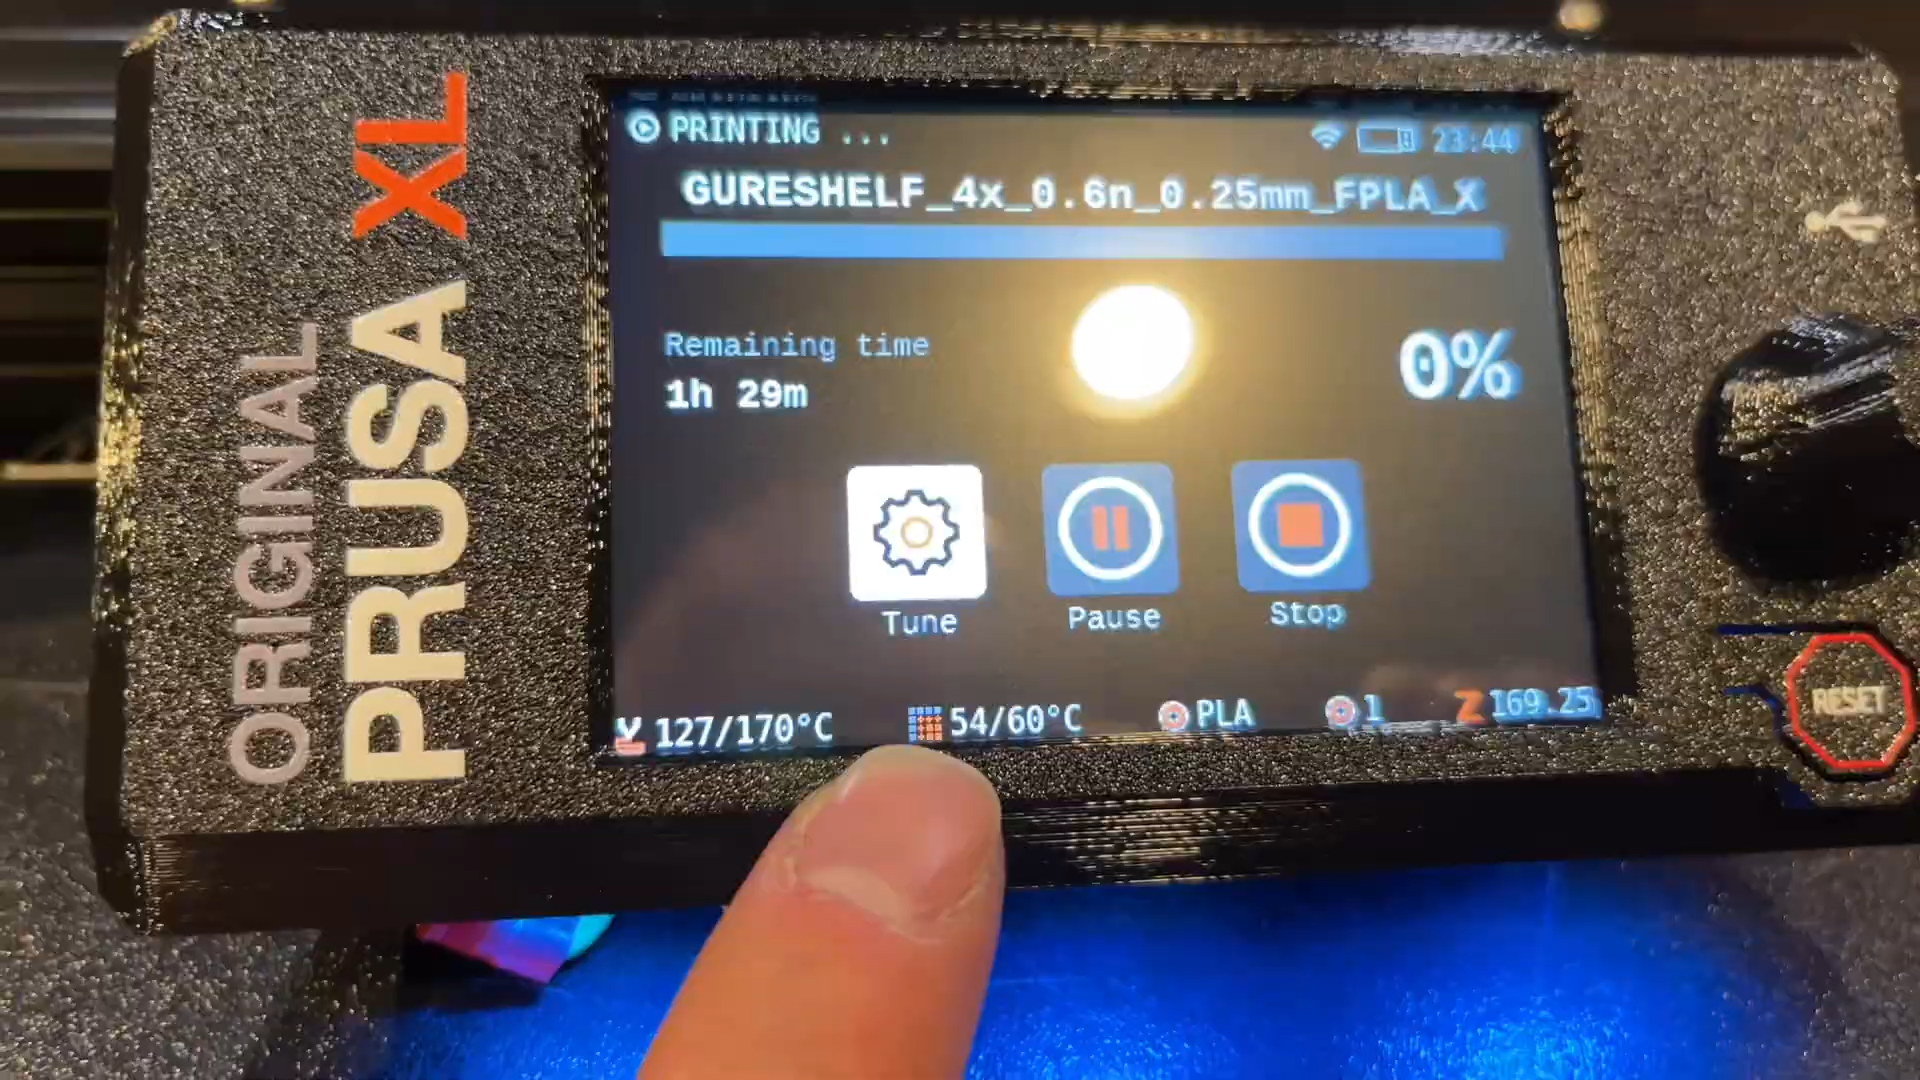 ORIGINAL
PRUSA XL
PRINTING ...
23:44
GURESHELF_4x_0.6n_0.25mm_FPLA_X
Remaining time
1h 29m
0%
Tune
Pause
Stop
127/170°C
54/60°C
PLA
1
Z 169.25
RESET